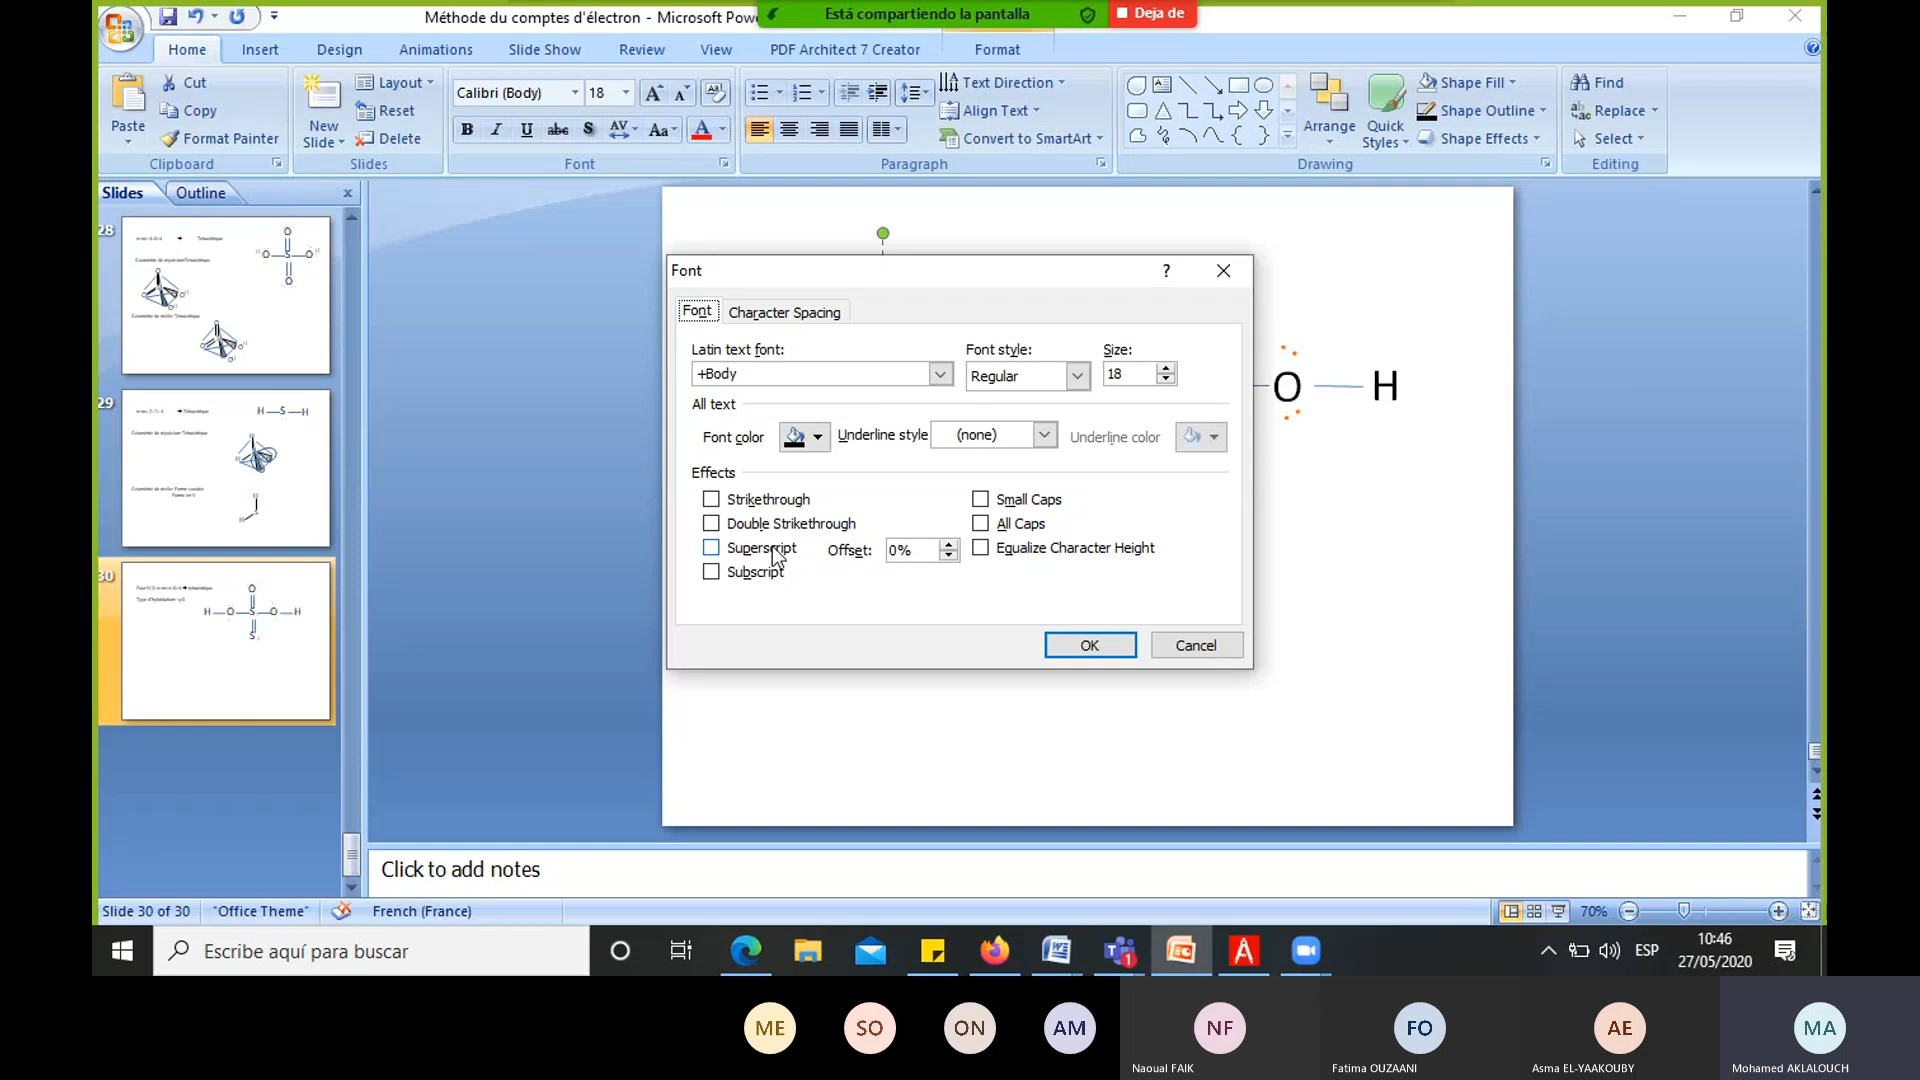 Méthode du comptes d'électron - Microsoft Pow
Está compartiendo la pantalla
Deja de
Home Insert Design Animations Slide Show Review View PDF Architect 7 Creator Format
Paste
Cut
Copy
Format Painter
Clipboard
New Slide
Layout
Reset
Delete
Slides
Calibri (Body) 18
B I U abc S AV Aa A
Font
Text Direction
Align Text
Convert to SmartArt
Paragraph
Arrange
Quick Styles
Shape Fill
Shape Outline
Shape Effects
Drawing
Find
Replace
Select
Editing
Slides Outline x
28
O
O S O
O
29
H S H
30
O
H O S O H
S
O H
Font ?
Font Character Spacing
Latin text font: Font style: Size:
+Body Regular 18
All text
Font color Underline style (none) Underline color
Effects
Strikethrough Small Caps
Double Strikethrough All Caps
Superscript Offset: 0% Equalize Character Height
Subscript
OK Cancel
Click to add notes
Slide 30 of 30 "Office Theme" French (France) 70%
Escribe aquí para buscar
ESP
10:46
27/05/2020
ME SO ON AM NF FO AE MA
Naoual FAIK Fatima OUZAANI Asma EL-YAAKOUBY Mohamed AKLALOUCH